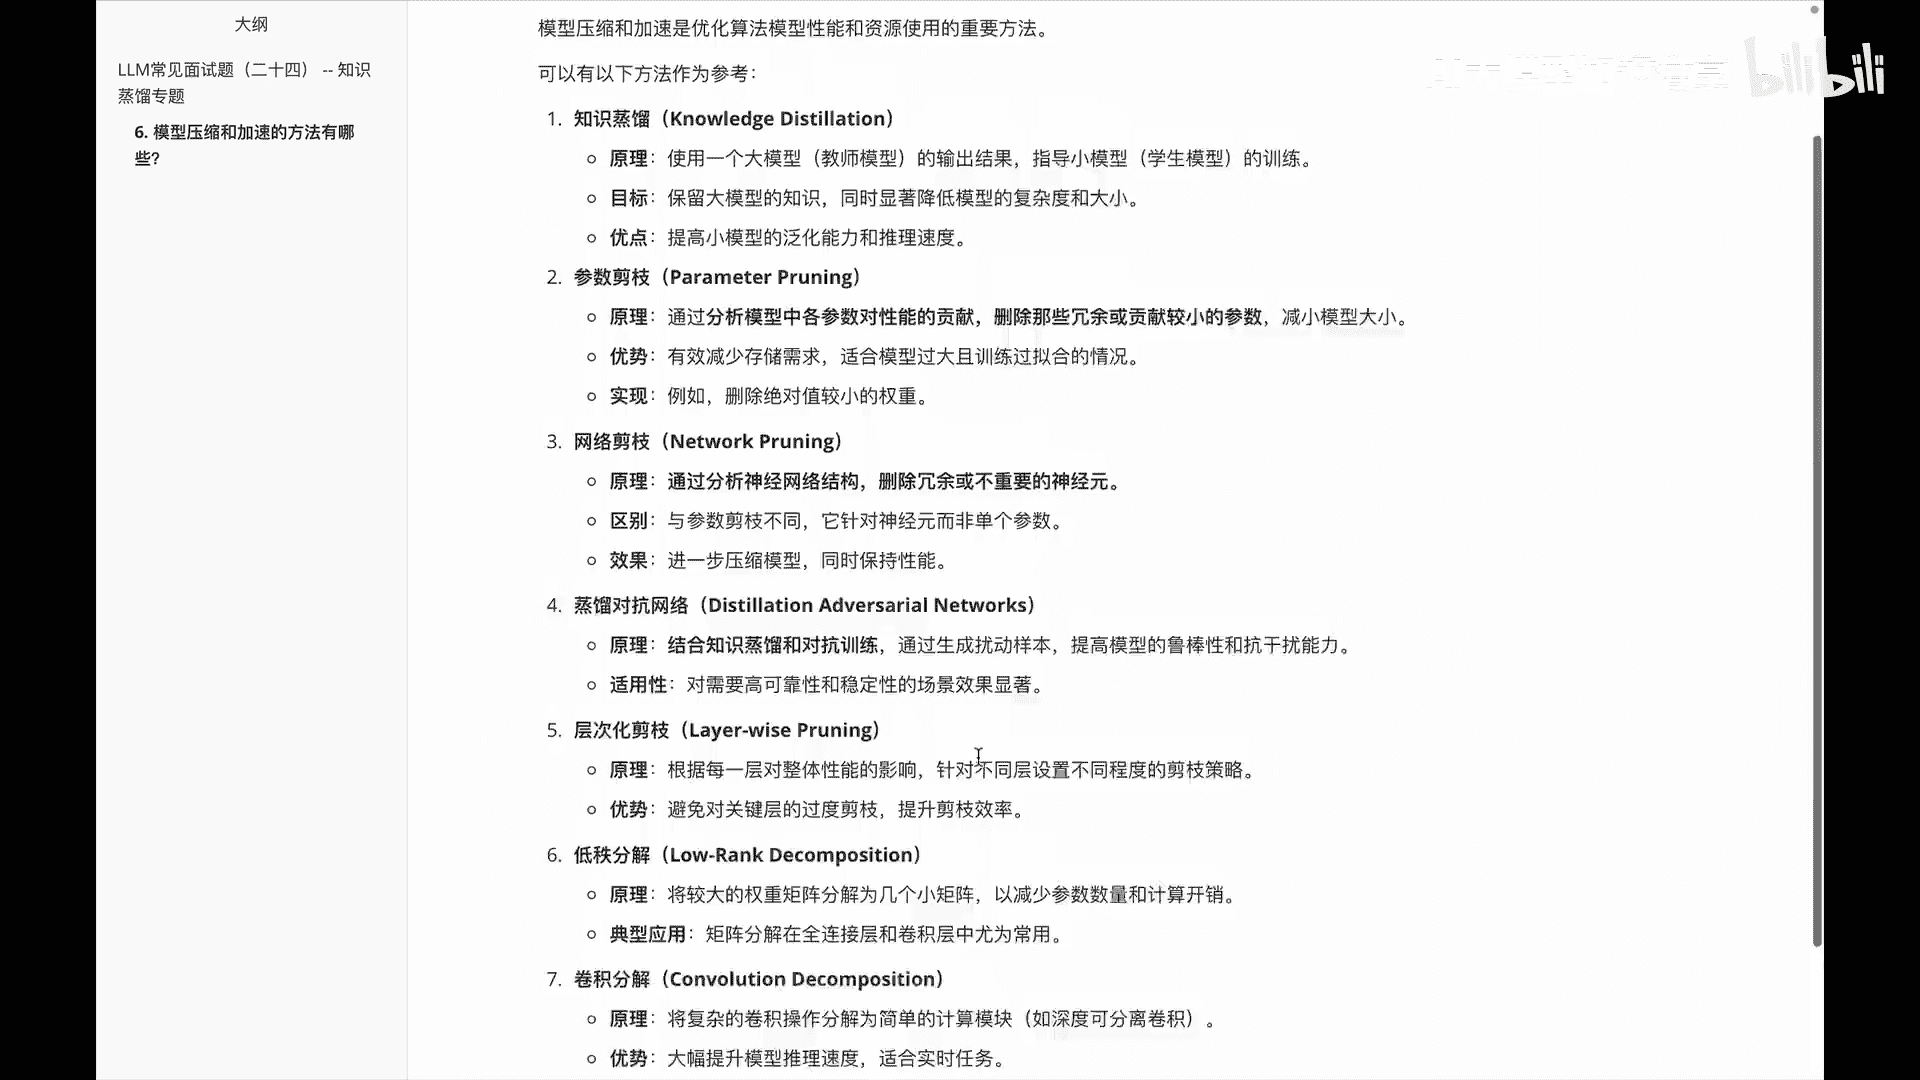 大纲
LLM常见面试题（二十四） -- 知识
蒸馏专题
6. 模型压缩和加速的方法有哪
些?
模型压缩和加速是优化算法模型性能和资源使用的重要方法。
可以有以下方法作为参考：
1. 知识蒸馏（Knowledge Distillation）
原理：使用一个大模型（教师模型）的输出结果，指导小模型（学生模型）的训练。
目标：保留大模型的知识，同时显著降低模型的复杂度和大小。
优点：提高小模型的泛化能力和推理速度。
2. 参数剪枝（Parameter Pruning）
原理：通过分析模型中各参数对性能的贡献，删除那些冗余或贡献较小的参数，减小模型大小。
优势：有效减少存储需求，适合模型过大且训练过拟合的情况。
实现：例如，删除绝对值较小的权重。
3. 网络剪枝（Network Pruning）
原理：通过分析神经网络结构，删除冗余或不重要的神经元。
区别：与参数剪枝不同，它针对神经元而非单个参数。
效果：进一步压缩模型，同时保持性能。
4. 蒸馏对抗网络（Distillation Adversarial Networks）
原理：结合知识蒸馏和对抗训练，通过生成扰动样本，提高模型的鲁棒性和抗干扰能力。
适用性：对需要高可靠性和稳定性的场景效果显著。
5. 层次化剪枝（Layer-wise Pruning）
原理：根据每一层对整体性能的影响，针对不同层设置不同程度的剪枝策略。
优势：避免对关键层的过度剪枝，提升剪枝效率。
6. 低秩分解（Low-Rank Decomposition）
原理：将较大的权重矩阵分解为几个小矩阵，以减少参数数量和计算开销。
典型应用：矩阵分解在全连接层和卷积层中尤为常用。
7. 卷积分解（Convolution Decomposition）
原理：将复杂的卷积操作分解为简单的计算模块（如深度可分离卷积）。
优势：大幅提升模型推理速度，适合实时任务。
bilibili